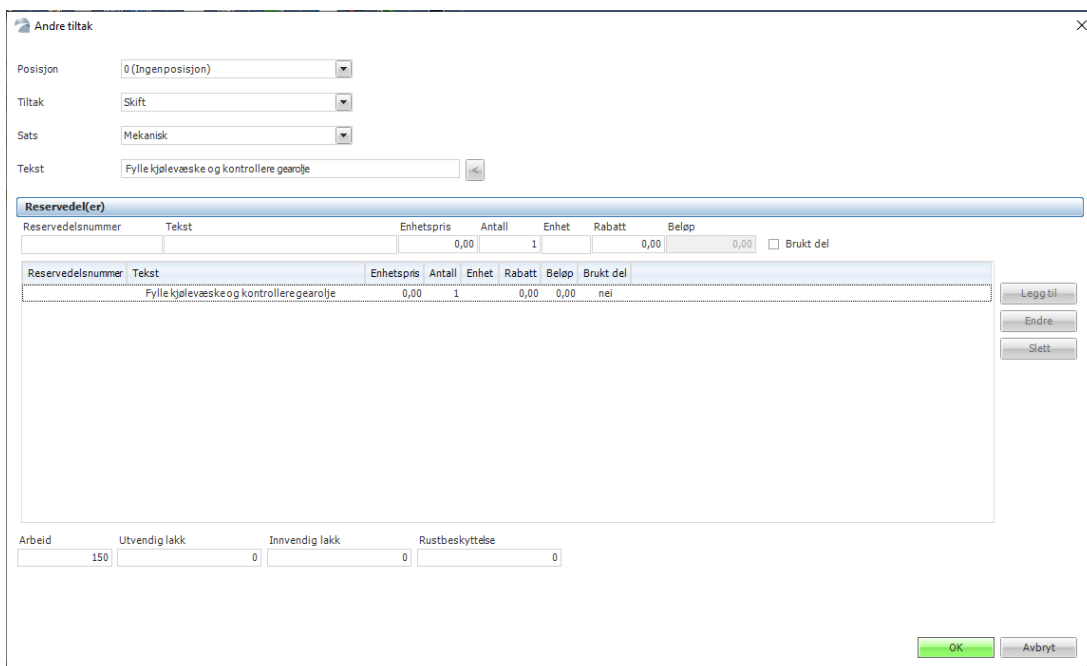 Andre tiltak
Posisjon 0 (Ingen posisjon)
Tiltak Skift
Sats Mekanisk
Tekst Fylle kjølevæske og kontrollere gearolje <
Reservedel(er)
Reservedelsnummer Tekst Enhetspris Antall Enhet Rabatt Beløp
0,00 1 0,00 0,00 Brukt del
Reservedelsnummer Tekst Enhetspris Antall Enhet Rabatt Beløp Brukt del
Fylle kjølevæske og kontrollere gearolje 0,00 1 0,00 0,00 nei
Legg til
Endre
Slett
Arbeid Utvendig lakk Innvendig lakk Rustbeskyttelse
150 0 0 0
OK Avbryt